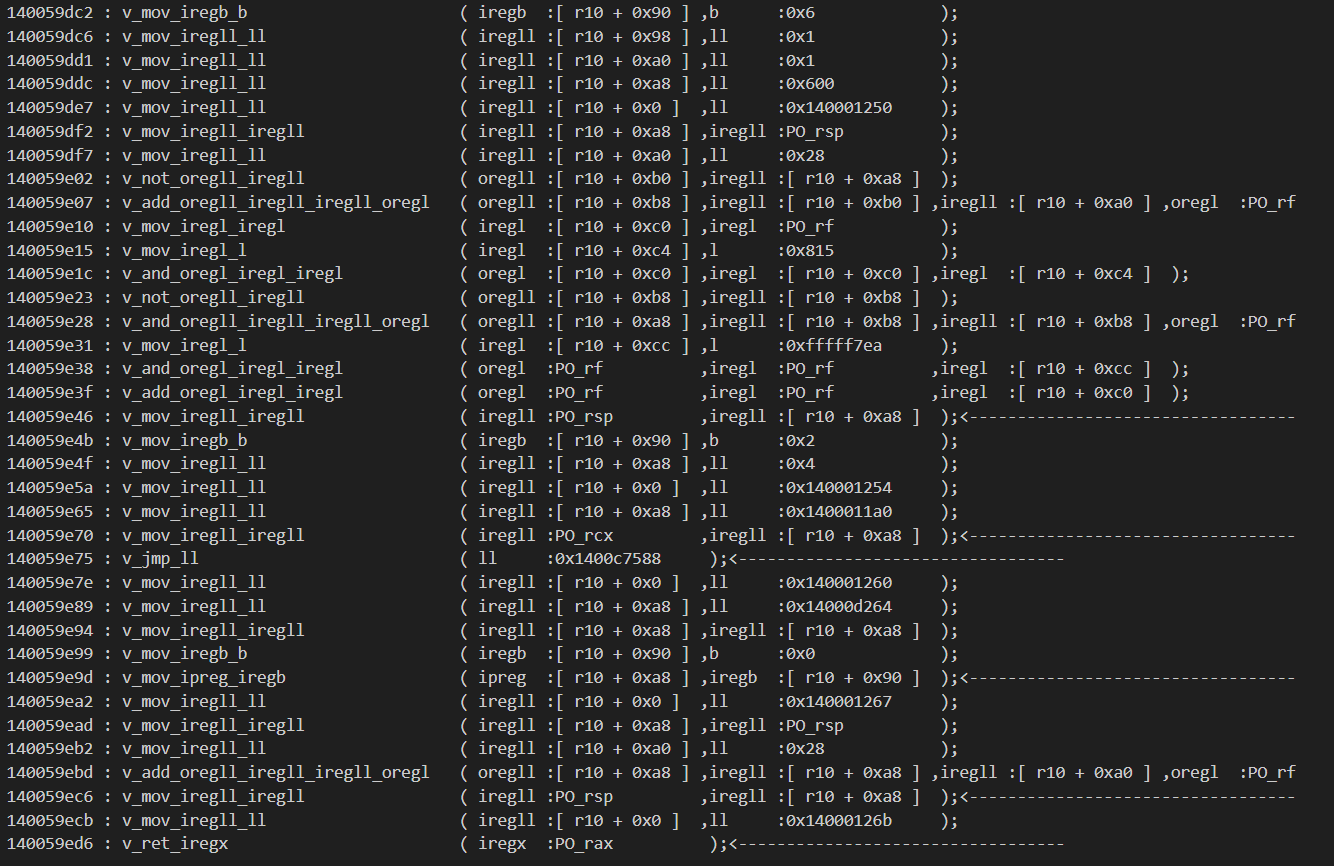 140059dc2 : v_mov_iregb_b ( iregb :[ r10 + 0x90 ] ,b :0x6 );
140059dc6 : v_mov_iregll_ll ( iregll :[ r10 + 0x98 ] ,ll :0x1 );
140059dd1 : v_mov_iregll_ll ( iregll :[ r10 + 0xa0 ] ,ll :0x1 );
140059ddc : v_mov_iregll_ll ( iregll :[ r10 + 0xa8 ] ,ll :0x600 );
140059de7 : v_mov_iregll_ll ( iregll :[ r10 + 0x0 ] ,ll :0x140001250 );
140059df2 : v_mov_iregll_iregll ( iregll :[ r10 + 0xa8 ] ,iregll :PO_rsp );
140059df7 : v_mov_iregll_ll ( iregll :[ r10 + 0xa0 ] ,ll :0x28 );
140059e02 : v_not_oregll_iregll ( oregll :[ r10 + 0xb0 ] ,iregll :[ r10 + 0xa8 ] );
140059e07 : v_add_oregll_iregll_iregll_oregl ( oregll :[ r10 + 0xb8 ] ,iregll :[ r10 + 0xb0 ] ,iregll :[ r10 + 0xa0 ] ,oregl :PO_rf
140059e10 : v_mov_iregl_iregl ( iregl :[ r10 + 0xc0 ] ,iregl :PO_rf );
140059e15 : v_mov_iregl_l ( iregl :[ r10 + 0xc4 ] ,l :0x815 );
140059e1c : v_and_oregl_iregl_iregl ( oregl :[ r10 + 0xc0 ] ,iregl :[ r10 + 0xc0 ] ,iregl :[ r10 + 0xc4 ] );
140059e23 : v_not_oregll_iregll ( oregll :[ r10 + 0xb8 ] ,iregll :[ r10 + 0xb8 ] );
140059e28 : v_and_oregll_iregll_iregll_oregl ( oregll :[ r10 + 0xa8 ] ,iregll :[ r10 + 0xb8 ] ,iregll :[ r10 + 0xb8 ] ,oregl :PO_rf
140059e31 : v_mov_iregl_l ( iregl :[ r10 + 0xcc ] ,l :0xfffff7ea );
140059e38 : v_and_oregl_iregl_iregl ( oregl :PO_rf ,iregl :PO_rf ,iregl :[ r10 + 0xcc ] );
140059e3f : v_add_oregl_iregl_iregl ( oregl :PO_rf ,iregl :PO_rf ,iregl :[ r10 + 0xc0 ] );
140059e46 : v_mov_iregll_iregll ( iregll :PO_rsp ,iregll :[ r10 + 0xa8 ] );<---------------------------------
140059e4b : v_mov_iregb_b ( iregb :[ r10 + 0x90 ] ,b :0x2 );
140059e4f : v_mov_iregll_ll ( iregll :[ r10 + 0xa8 ] ,ll :0x4 );
140059e5a : v_mov_iregll_ll ( iregll :[ r10 + 0x0 ] ,ll :0x140001254 );
140059e65 : v_mov_iregll_ll ( iregll :[ r10 + 0xa8 ] ,ll :0x1400011a0 );
140059e70 : v_mov_iregll_iregll ( iregll :PO_rcx ,iregll :[ r10 + 0xa8 ] );<---------------------------------
140059e75 : v_jmp_ll ( ll :0x1400c7588 );<---------------------------------
140059e7e : v_mov_iregll_ll ( iregll :[ r10 + 0x0 ] ,ll :0x140001260 );
140059e89 : v_mov_iregll_ll ( iregll :[ r10 + 0xa8 ] ,ll :0x14000d264 );
140059e94 : v_mov_iregll_iregll ( iregll :[ r10 + 0xa8 ] ,iregll :[ r10 + 0xa8 ] );
140059e99 : v_mov_iregb_b ( iregb :[ r10 + 0x90 ] ,b :0x0 );
140059e9d : v_mov_ipreg_iregb ( ipreg :[ r10 + 0xa8 ] ,iregb :[ r10 + 0x90 ] );<---------------------------------
140059ea2 : v_mov_iregll_ll ( iregll :[ r10 + 0x0 ] ,ll :0x140001267 );
140059ead : v_mov_iregll_iregll ( iregll :[ r10 + 0xa8 ] ,iregll :PO_rsp );
140059eb2 : v_mov_iregll_ll ( iregll :[ r10 + 0xa0 ] ,ll :0x28 );
140059ebd : v_add_oregll_iregll_iregll_oregl ( oregll :[ r10 + 0xa8 ] ,iregll :[ r10 + 0xa8 ] ,iregll :[ r10 + 0xa0 ] ,oregl :PO_rf
140059ec6 : v_mov_iregll_iregll ( iregll :PO_rsp ,iregll :[ r10 + 0xa8 ] );<---------------------------------
140059ecb : v_mov_iregll_ll ( iregll :[ r10 + 0x0 ] ,ll :0x14000126b );
140059ed6 : v_ret_iregx ( iregx :PO_rax );<---------------------------------